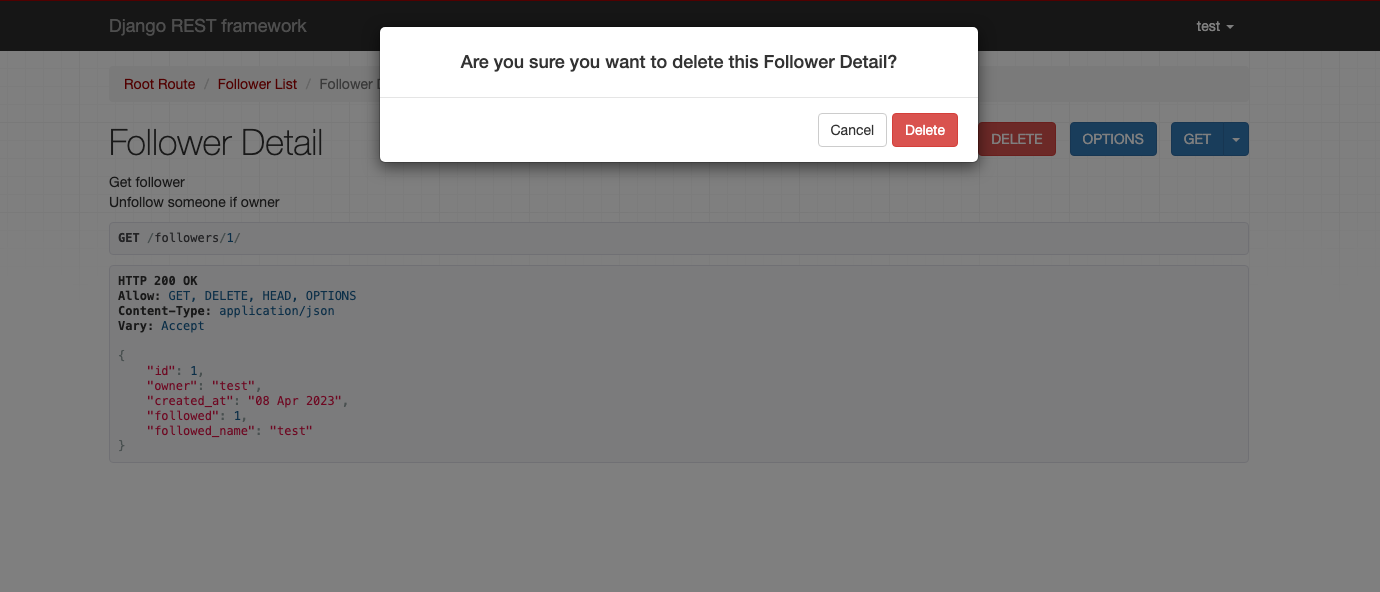 Django REST framework
test
Are you sure you want to delete this Follower Detail?
Cancel Delete
Root Route / Follower List / Follower
Follower Detail
DELETE OPTIONS GET
Get follower
Unfollow someone if owner
GET /followers/1/
HTTP 200 OK
Allow: GET, DELETE, HEAD, OPTIONS
Content-Type: application/json
Vary: Accept
{
"id": 1,
"owner": "test",
"created_at": "08 Apr 2023",
"followed": 1,
"followed_name": "test"
}